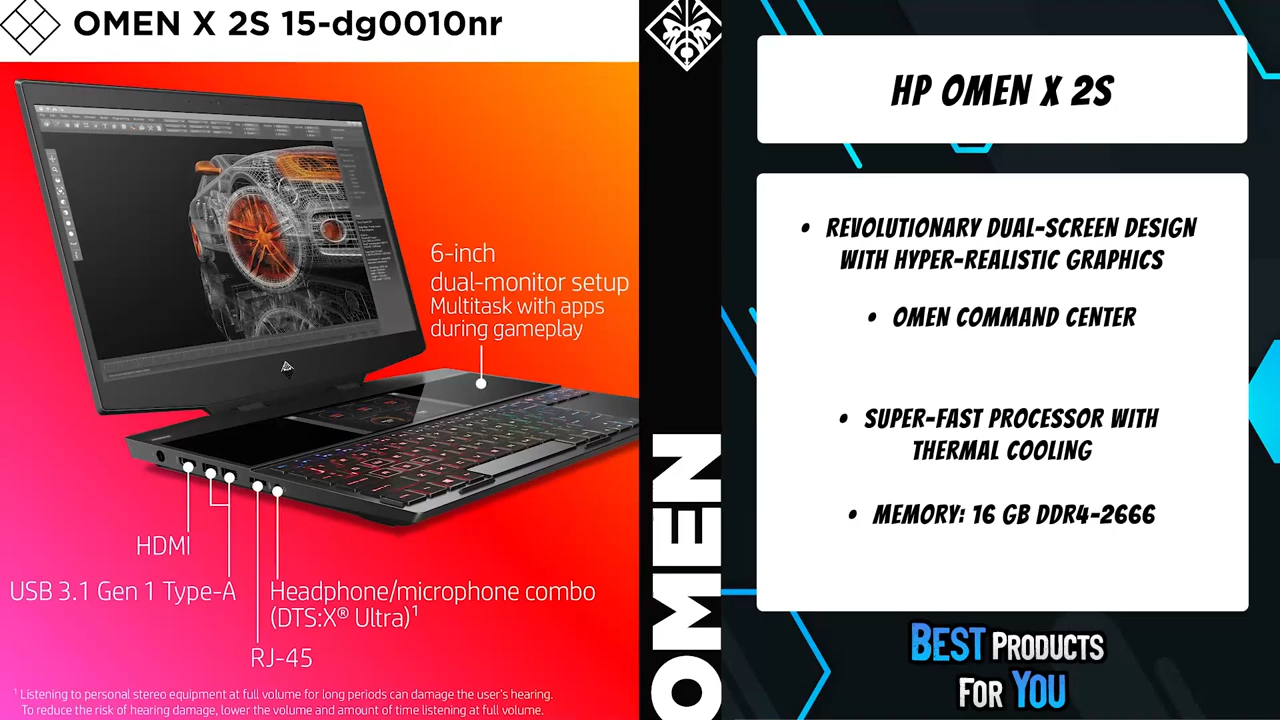 OMEN X 2S 15-dg0010nr
6-inch
dual-monitor setup
Multitask with apps
during gameplay
HDMI
USB 3.1 Gen 1 Type-A
Headphone/microphone combo
(DTS:X® Ultra)¹
RJ-45
¹ Listening to personal stereo equipment at full volume for long periods can damage the user's hearing.
To reduce the risk of hearing damage, lower the volume and amount of time listening at full volume.
OMEN
HP OMEN X 2S
• REVOLUTIONARY DUAL-SCREEN DESIGN
WITH HYPER-REALISTIC GRAPHICS
• OMEN COMMAND CENTER
• SUPER-FAST PROCESSOR WITH
THERMAL COOLING
• MEMORY: 16 GB DDR4-2666
BEST PRODUCTS
FOR YOU